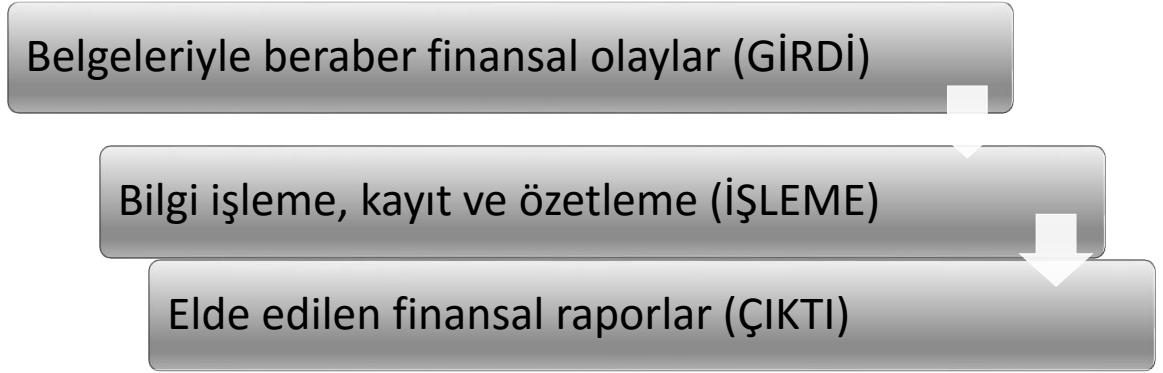 Belgeleriyle beraber finansal olaylar (GİRDİ)
Bilgi işleme, kayıt ve özetleme (İŞLEME)
Elde edilen finansal raporlar (ÇIKTI)